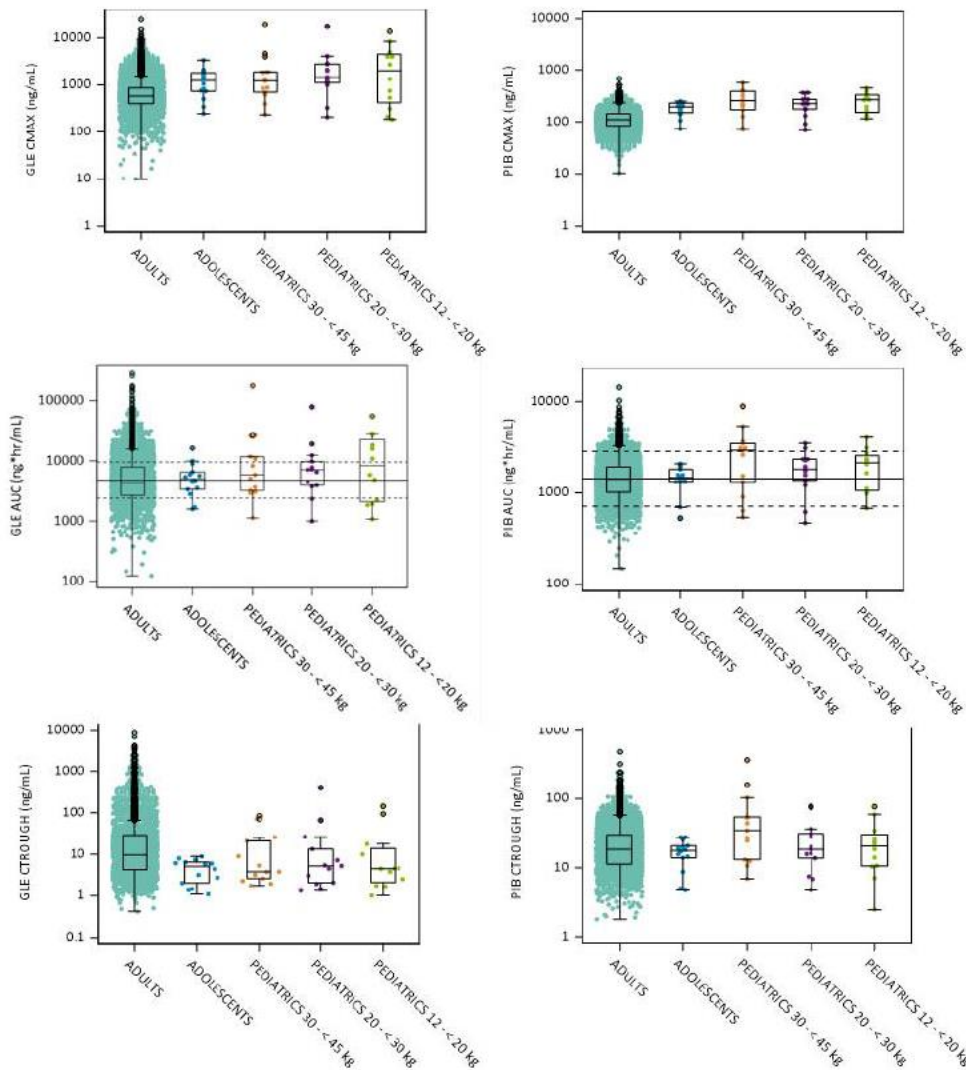 GLE CMAX (ng/mL)
10000
1000
100
10
1
ADULTS
ADOLESCENTS
PEDIATRICS 30 - < 45 kg
PEDIATRICS 20 - < 30 kg
PEDIATRICS 12 - < 20 kg
PIB CMAX (ng/mL)
10000
1000
100
10
1
ADULTS
ADOLESCENTS
PEDIATRICS 30 - < 45 kg
PEDIATRICS 20 - < 30 kg
PEDIATRICS 12 - < 20 kg
GLE AUC (ng*hr/mL)
100000
10000
1000
100
ADULTS
ADOLESCENTS
PEDIATRICS 30 - < 45 kg
PEDIATRICS 20 - < 30 kg
PEDIATRICS 12 - < 20 kg
PIB AUC (ng*hr/mL)
10000
1000
100
ADULTS
ADOLESCENTS
PEDIATRICS 30 - < 45 kg
PEDIATRICS 20 - < 30 kg
PEDIATRICS 12 - < 20 kg
GLE CTROUGH (ng/mL)
10000
1000
100
10
1
0.1
ADULTS
ADOLESCENTS
PEDIATRICS 30 - < 45 kg
PEDIATRICS 20 - < 30 kg
PEDIATRICS 12 - < 20 kg
PIB CTROUGH (ng/mL)
1000
100
10
1
ADULTS
ADOLESCENTS
PEDIATRICS 30 - < 45 kg
PEDIATRICS 20 - < 30 kg
PEDIATRICS 12 - < 20 kg